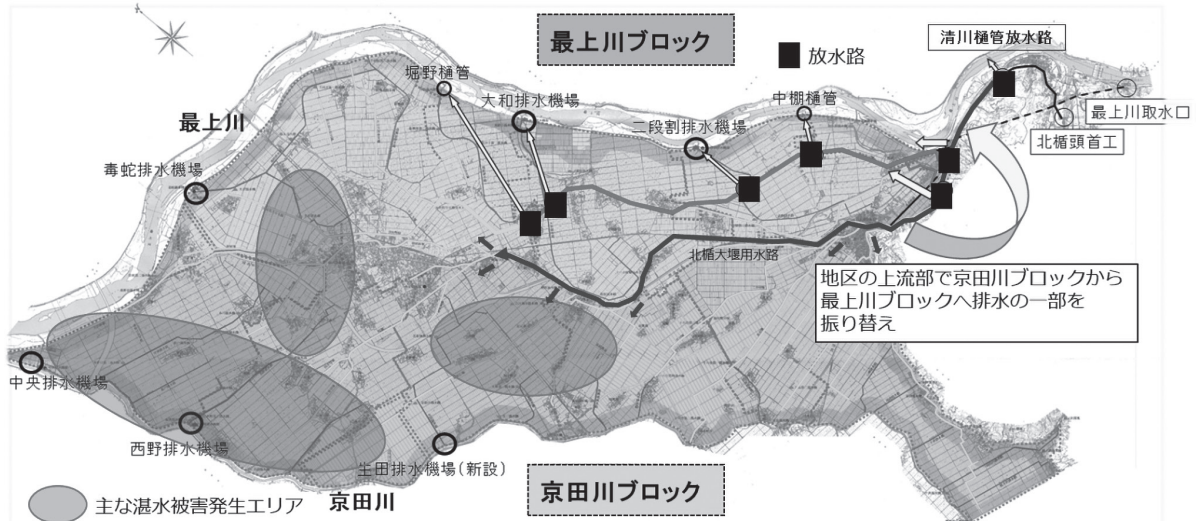 最上川ブロック
放水路
清川樋管放水路
堀野樋管
大和排水機場
中棚樋管
最上川取水口
最上川
二段割排水機場
北楯頭首工
毒蛇排水機場
北楯大堰用水路
地区の上流部で京田川ブロックから
最上川ブロックへ排水の一部を
振り替え
中央排水機場
西野排水機場
生田排水機場(新設)
京田川ブロック
主な湛水被害発生エリア
京田川